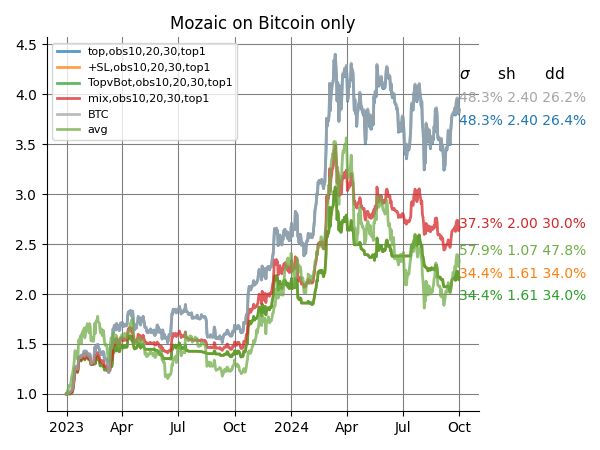 Mozaic on Bitcoin only
4.5
4.0
3.5
3.0
2.5
2.0
1.5
1.0
top,obs10,20,30,top1
+SL,obs10,20,30,top1
TopvBot,obs10,20,30,top1
mix,obs10,20,30,top1
BTC
avg
σ sh dd
48.3% 2.40 26.2%
48.3% 2.40 26.4%
37.3% 2.00 30.0%
57.9% 1.07 47.8%
34.4% 1.61 34.0%
34.4% 1.61 34.0%
2023 Apr Jul Oct 2024 Apr Jul Oct